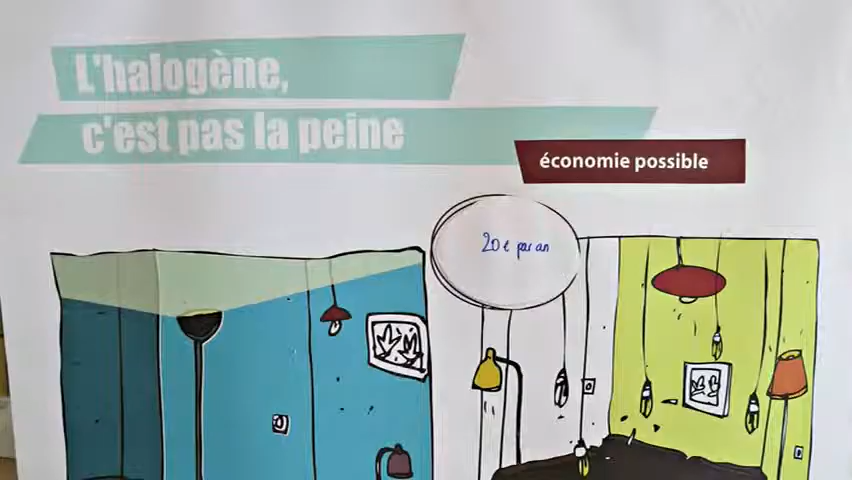 L'halogène,
c'est pas la peine
économie possible
20 € par an